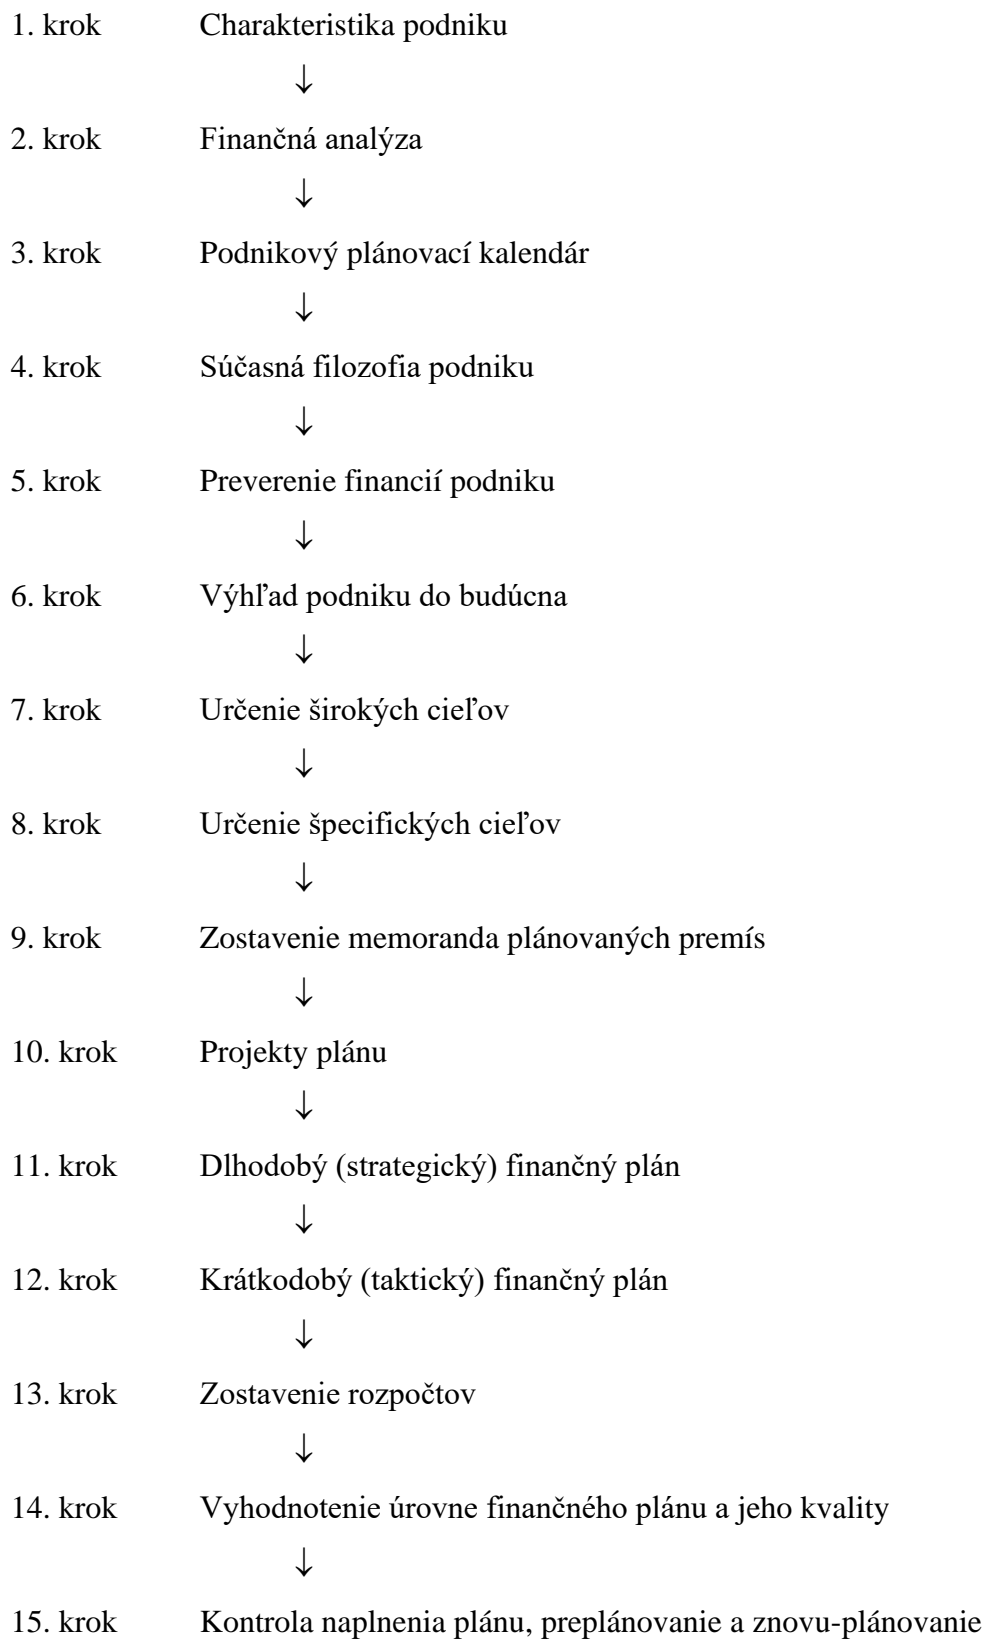 1. krok Charakteristika podniku
↓
2. krok Finančná analýza
↓
3. krok Podnikový plánovací kalendár
↓
4. krok Súčasná filozofia podniku
↓
5. krok Preverenie financií podniku
↓
6. krok Výhľad podniku do budúcna
↓
7. krok Určenie širokých cieľov
↓
8. krok Určenie špecifických cieľov
↓
9. krok Zostavenie memoranda plánovaných premís
↓
10. krok Projekty plánu
↓
11. krok Dlhodobý (strategický) finančný plán
↓
12. krok Krátkodobý (taktický) finančný plán
↓
13. krok Zostavenie rozpočtov
↓
14. krok Vyhodnotenie úrovne finančného plánu a jeho kvality
↓
15. krok Kontrola naplnenia plánu, preplánovanie a znovu-plánovanie